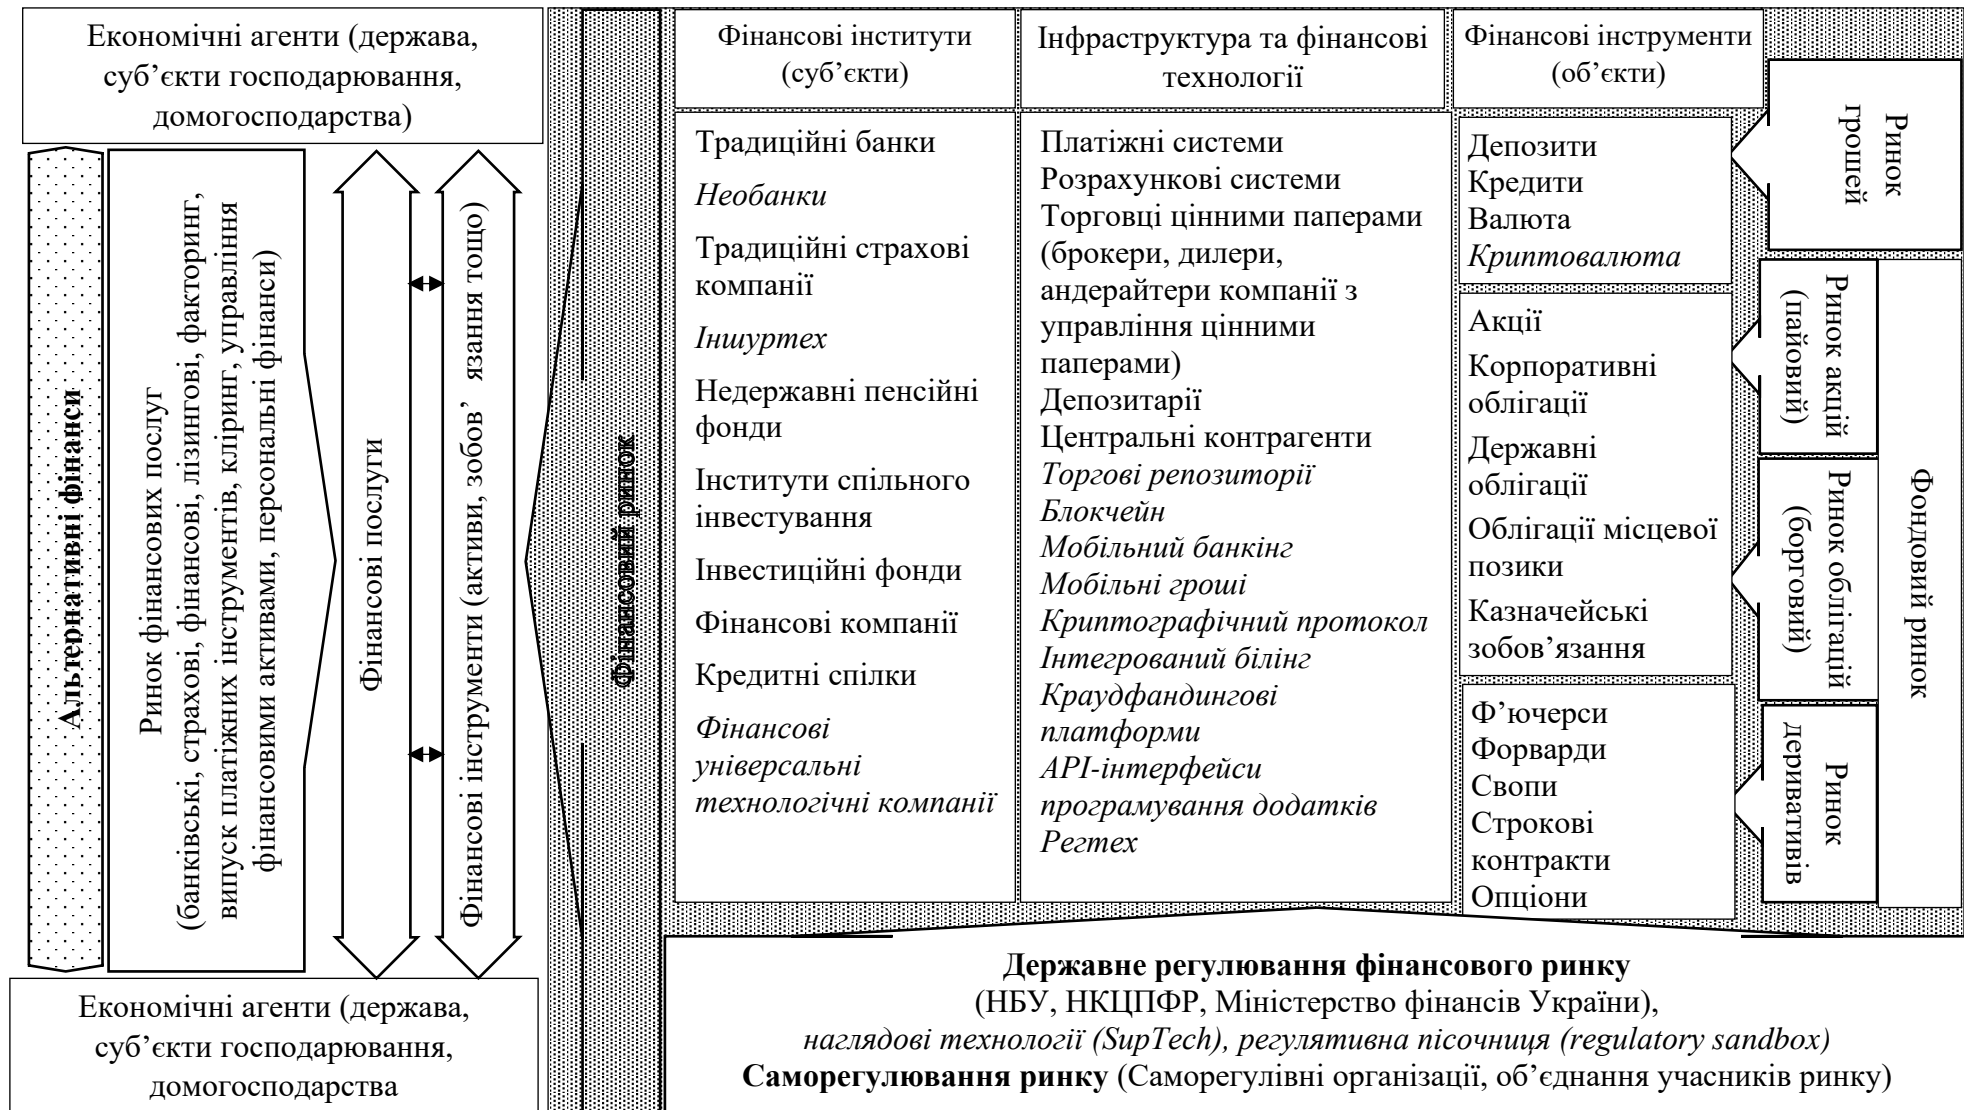 Економічні агенти (держава,
суб’єкти господарювання,
домогосподарства)
Альтернативні фінанси
Ринок фінансових послуг
(банківські, страхові, фінансові, лізингові, факторинг,
випуск платіжних інструментів, кліринг, управління
фінансовими активами, персональні фінанси)
Фінансові послуги
Фінансові інструменти (активи, зобов’ язання тощо)
Економічні агенти (держава,
суб’єкти господарювання,
домогосподарства
Фінансовий ринок
Фінансові інститути
(суб’єкти)
Традиційні банки
Необанки
Традиційні страхові
компанії
Іншуртех
Недержавні пенсійні
фонди
Інститути спільного
інвестування
Інвестиційні фонди
Фінансові компанії
Кредитні спілки
Фінансові
універсальні
технологічні компанії
Інфраструктура та фінансові
технології
Платіжні системи
Розрахункові системи
Торговці цінними паперами
(брокери, дилери,
андерайтери компанії з
управління цінними
паперами)
Депозитарії
Центральні контрагенти
Торгові репозиторії
Блокчейн
Мобільний банкінг
Мобільні гроші
Криптографічний протокол
Інтегрований білінг
Краудфандингові
платформи
API-інтерфейси
програмування додатків
Регтех
Фінансові інструменти
(об’єкти)
Депозити
Кредити
Валюта
Криптовалюта
Акції
Корпоративні
облігації
Державні
облігації
Облігації місцевої
позики
Казначейські
зобов’язання
Ф’ючерси
Форварди
Свопи
Строкові
контракти
Опціони
Ринок
грошей
Ринок акцій
(пайовий)
Ринок облігацій
(борговий)
Ринок
деривативів
Фондовий ринок
Державне регулювання фінансового ринку
(НБУ, НКЦПФР, Міністерство фінансів України),
наглядові технології (SupTech), регулятивна пісочниця (regulatory sandbox)
Саморегулювання ринку (Саморегулівні організації, об’єднання учасників ринку)